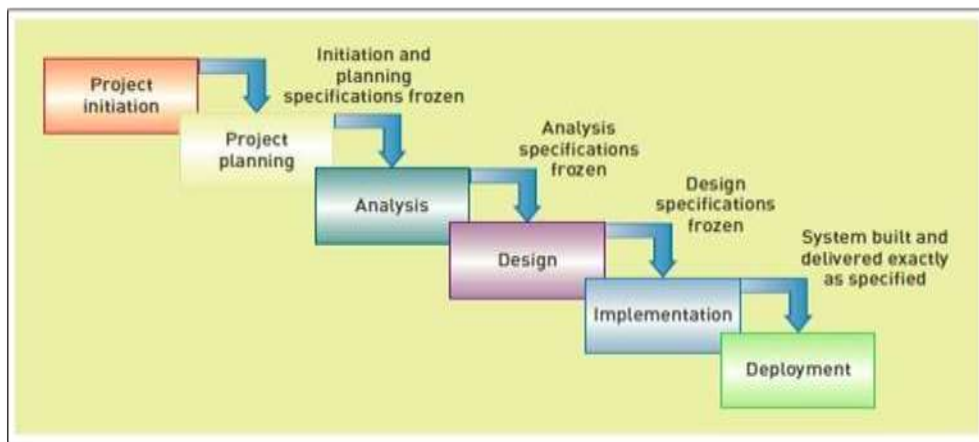 Project
initiation
Initiation and
planning
specifications frozen
Project
planning
Analysis
specifications
frozen
Analysis
Design
specifications
frozen
Design
System built and
delivered exactly
as specified
Implementation
Deployment